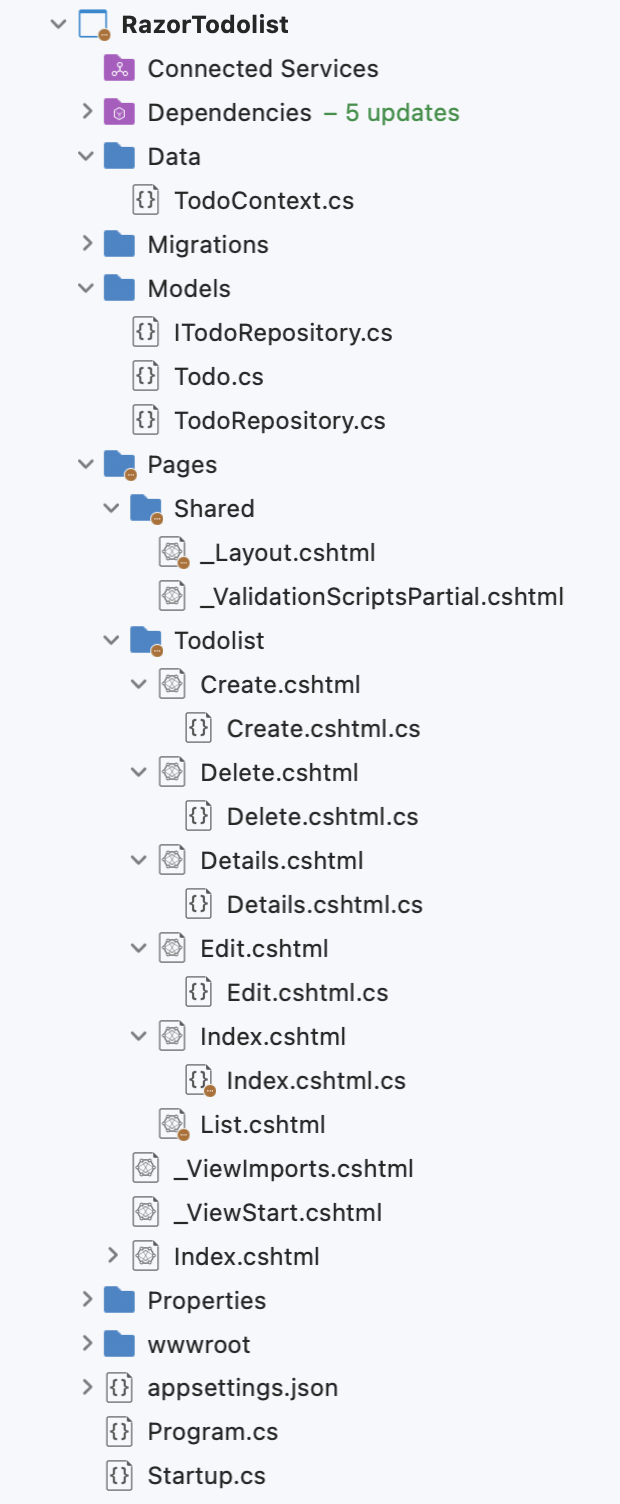 RazorTodolist
Connected Services
Dependencies – 5 updates
Data
TodoContext.cs
Migrations
Models
ITodoRepository.cs
Todo.cs
TodoRepository.cs
Pages
Shared
_Layout.cshtml
_ValidationScriptsPartial.cshtml
Todolist
Create.cshtml
Create.cshtml.cs
Delete.cshtml
Delete.cshtml.cs
Details.cshtml
Details.cshtml.cs
Edit.cshtml
Edit.cshtml.cs
Index.cshtml
Index.cshtml.cs
List.cshtml
_ViewImports.cshtml
_ViewStart.cshtml
Index.cshtml
Properties
wwwroot
appsettings.json
Program.cs
Startup.cs